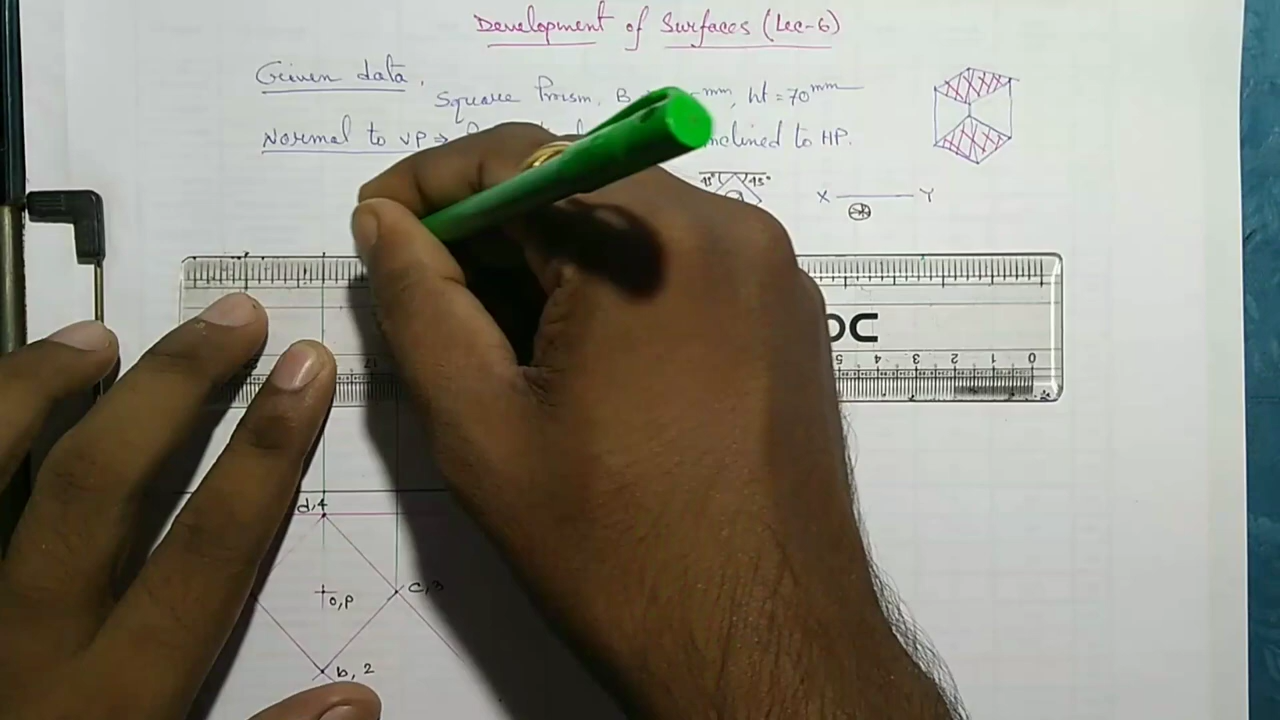 Development of Surfaces (Lec-6)
Given data,
Square Prism, B mm, ht = 70mm
Normal to VP ⇒ inclined to HP.
45° 45°
X Y
5 4 3 2 1 0
17
d,4
o,p
c,3
b,2